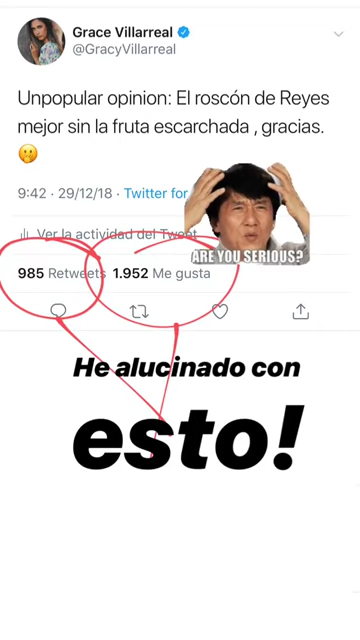 Grace Villarreal
@GracyVillarreal
Unpopular opinion: El roscón de Reyes
mejor sin la fruta escarchada , gracias.
9:42 · 29/12/18 · Twitter for
Ver la actividad del Tweet
ARE YOU SERIOUS?
985 Retweets 1.952 Me gusta
He alucinado con
esto!